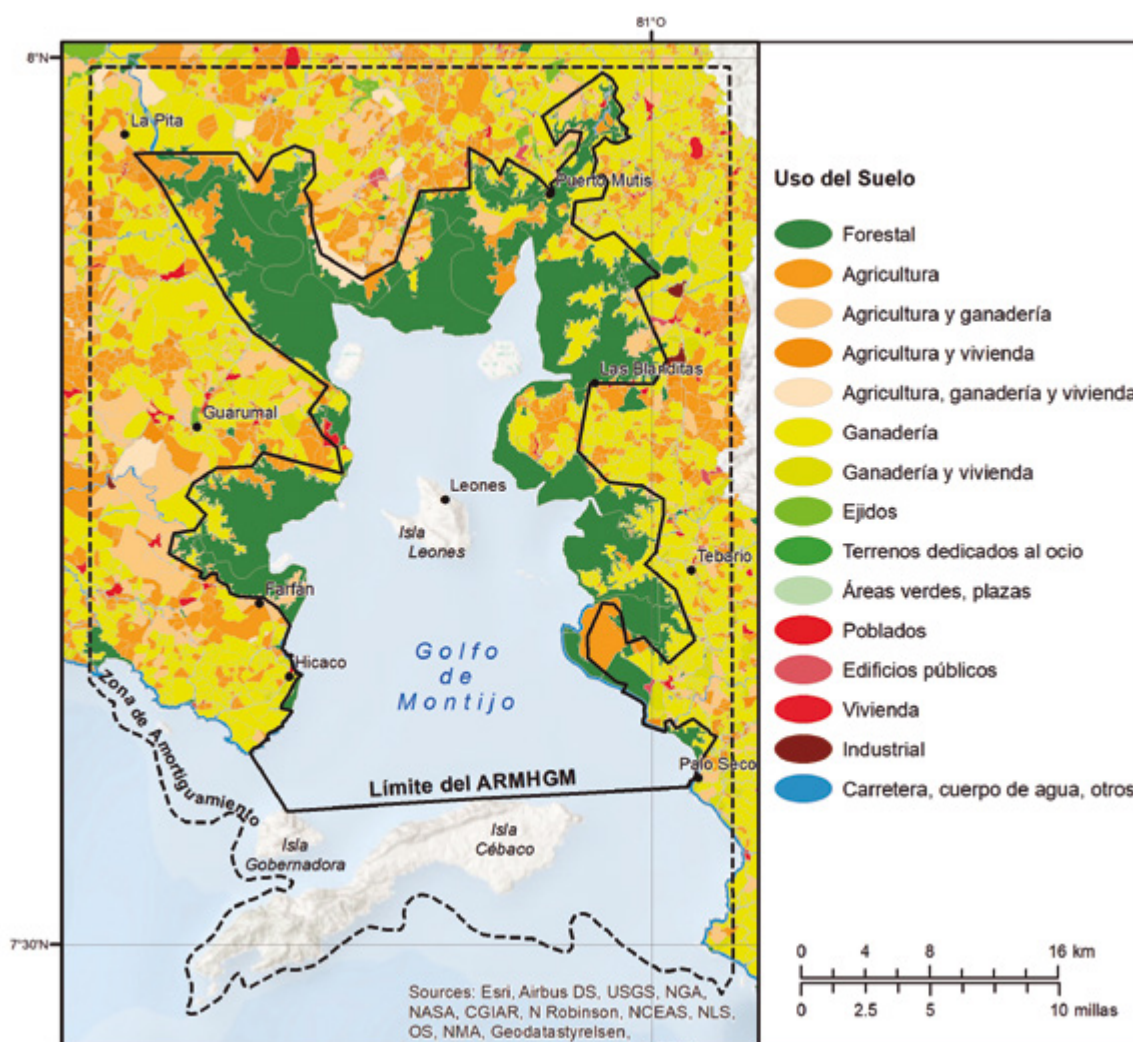 81°O
8°N
La Pita
Puerto Mutis
Las Blanditas
Guarumal
Leones
Isla
Leones
Tebario
Farfán
Hicaco
Golfo
de
Montijo
Zona de Amortiguamiento
Palo Seco
Límite del ARMHGM
Isla
Gobernadora
Isla
Cébaco
7°30'N
Sources: Esri, Airbus DS, USGS, NGA,
NASA, CGIAR, N Robinson, NCEAS, NLS,
OS, NMA, Geodatastyrelsen,
Uso del Suelo
Forestal
Agricultura
Agricultura y ganadería
Agricultura y vivienda
Agricultura, ganadería y vivienda
Ganadería
Ganadería y vivienda
Ejidos
Terrenos dedicados al ocio
Áreas verdes, plazas
Poblados
Edificios públicos
Vivienda
Industrial
Carretera, cuerpo de agua, otros
0 4 8 16 km
0 2.5 5 10 millas